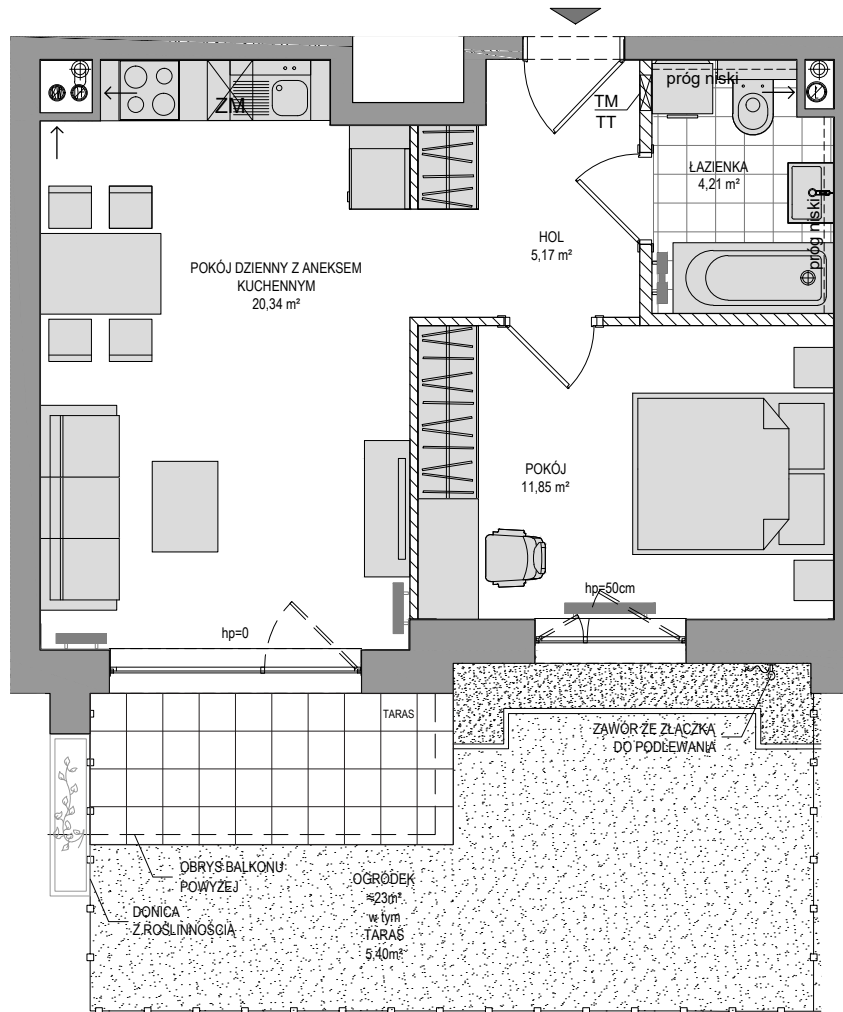 próg niski
ZM
TM
TT
ŁAZIENKA
4,21 m²
próg niski
HOL
5,17 m²
POKÓJ DZIENNY Z ANEKSEM
KUCHENNYM
20,34 m²
POKÓJ
11,85 m²
hp=50cm
hp=0
TARAS
ZAWÓR ZE ZŁĄCZKĄ
DO PODLEWANIA
OBRYS BALKONU
POWYŻEJ
OGRÓDEK
≈23m²
w tym
TARAS
5,40m²
DONICA
Z ROŚLINNOŚCIĄ